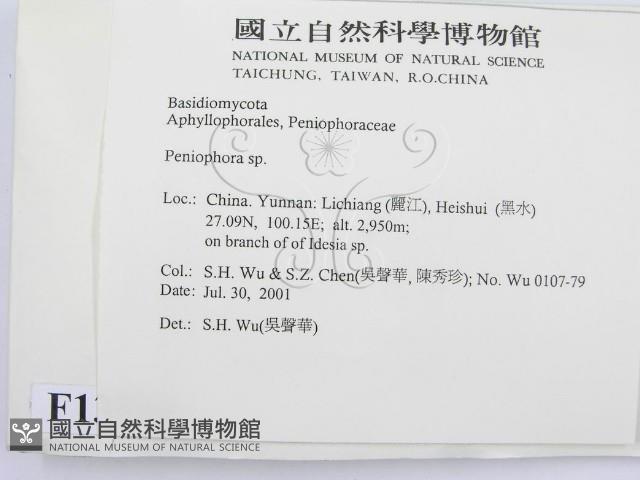 國立自然科學博物館
NATIONAL MUSEUM OF NATURAL SCIENCE
TAICHUNG, TAIWAN, R.O.CHINA
Basidiomycota
Aphyllophorales, Peniophoraceae
Peniophora sp.
Loc.: China. Yunnan: Lichiang (麗江), Heishui (黑水)
27.09N, 100.15E; alt. 2,950m;
on branch of of Idesia sp.
Col.: S.H. Wu & S.Z. Chen(吳聲華, 陳秀珍); No. Wu 0107-79
Date: Jul. 30, 2001
Det.: S.H. Wu(吳聲華)
國立自然科學博物館
NATIONAL MUSEUM OF NATURAL SCIENCE